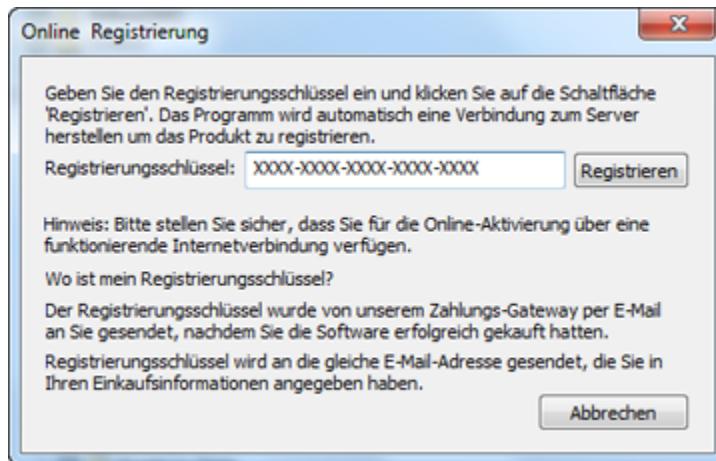 Online Registrierung
Geben Sie den Registrierungsschlüssel ein und klicken Sie auf die Schaltfläche
'Registrieren'. Das Programm wird automatisch eine Verbindung zum Server
herstellen um das Produkt zu registrieren.
Registrierungsschlüssel: XXXX-XXXX-XXXX-XXXX-XXXX Registrieren
Hinweis: Bitte stellen Sie sicher, dass Sie für die Online-Aktivierung über eine
funktionierende Internetverbindung verfügen.
Wo ist mein Registrierungsschlüssel?
Der Registrierungsschlüssel wurde von unserem Zahlungs-Gateway per E-Mail
an Sie gesendet, nachdem Sie die Software erfolgreich gekauft hatten.
Registrierungsschlüssel wird an die gleiche E-Mail-Adresse gesendet, die Sie in
Ihren Einkaufsinformationen angegeben haben.
Abbrechen